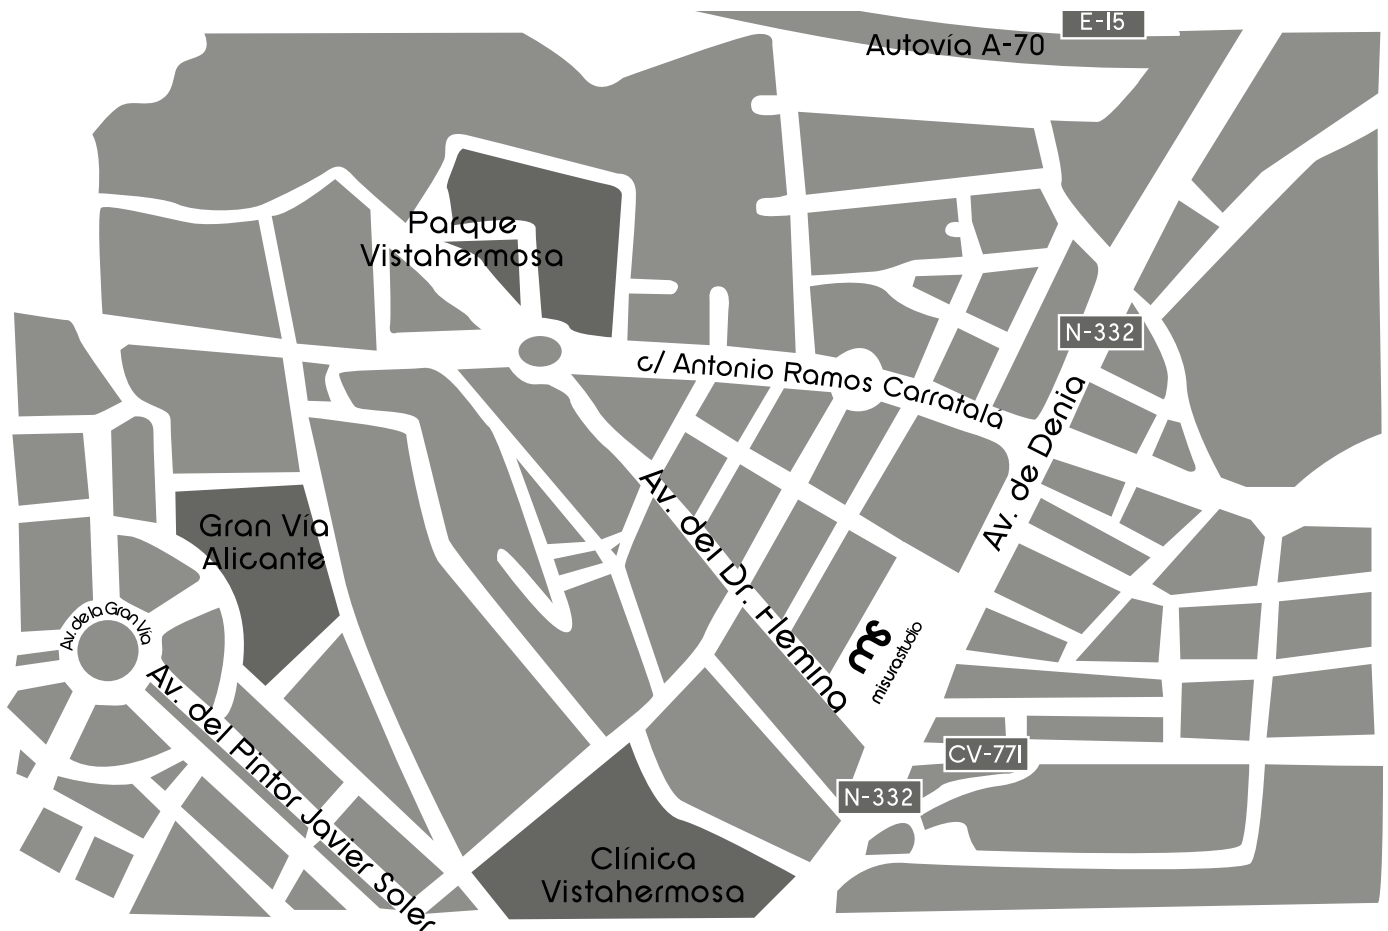 E-15
Autovía A-70
Parque
Vistahermosa
N-332
c/ Antonio Ramos Carratalá
Av. de Denia
Av. del Dr. Fleming
Gran Vía
Alicante
Av. de la Gran Vía
ms
misurastudio
Av. del Pintor Javier Soler
CV-771
N-332
Clínica
Vistahermosa